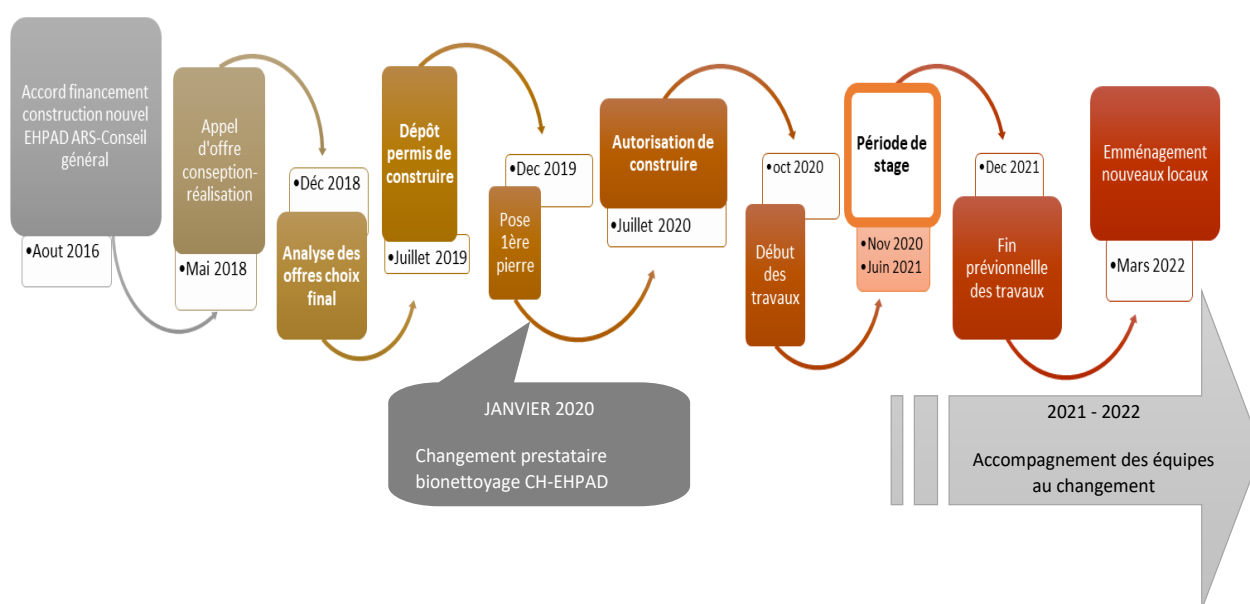 Accord financement
construction nouvel
EHPAD ARS-Conseil
général
•Aout 2016
Appel
d'offre
conseption-
réalisation
•Mai 2018
•Déc 2018
Analyse des
offres choix
final
Dépôt
permis de
construire
•Juillet 2019
•Dec 2019
Pose
1ère
pierre
Autorisation de
construire
•Juillet 2020
•oct 2020
Début
des
travaux
Période de
stage
•Nov 2020
•Juin 2021
•Dec 2021
Fin
prévionnellle
des travaux
Emménagement
nouveaux locaux
•Mars 2022
JANVIER 2020
Changement prestataire
bionettoyage CH-EHPAD
2021 - 2022
Accompagnement des équipes
au changement